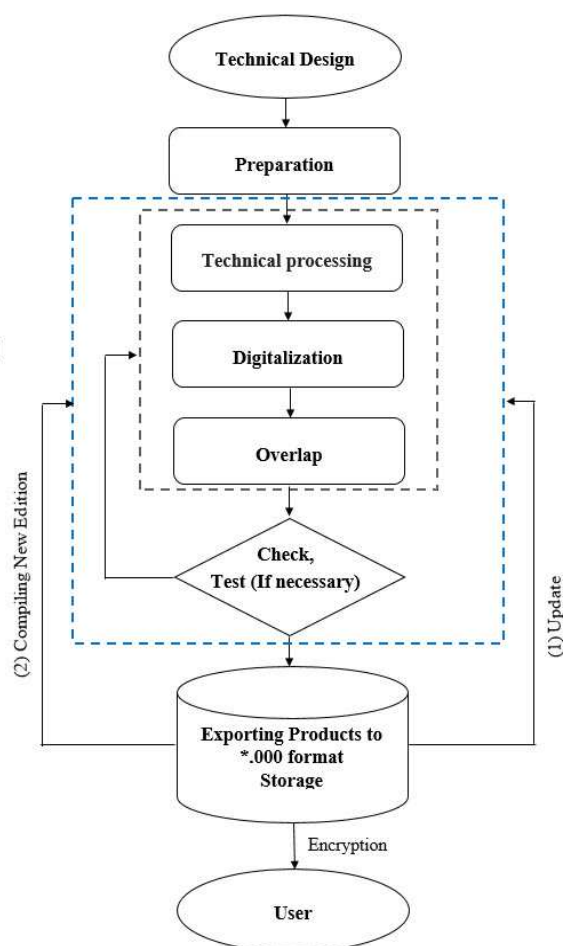 Technical Design
Preparation
Technical processing
Digitalization
Overlap
Check,
Test (If necessary)
(2) Compiling New Edition
(1) Update
Exporting Products to
*.000 format
Storage
Encryption
User